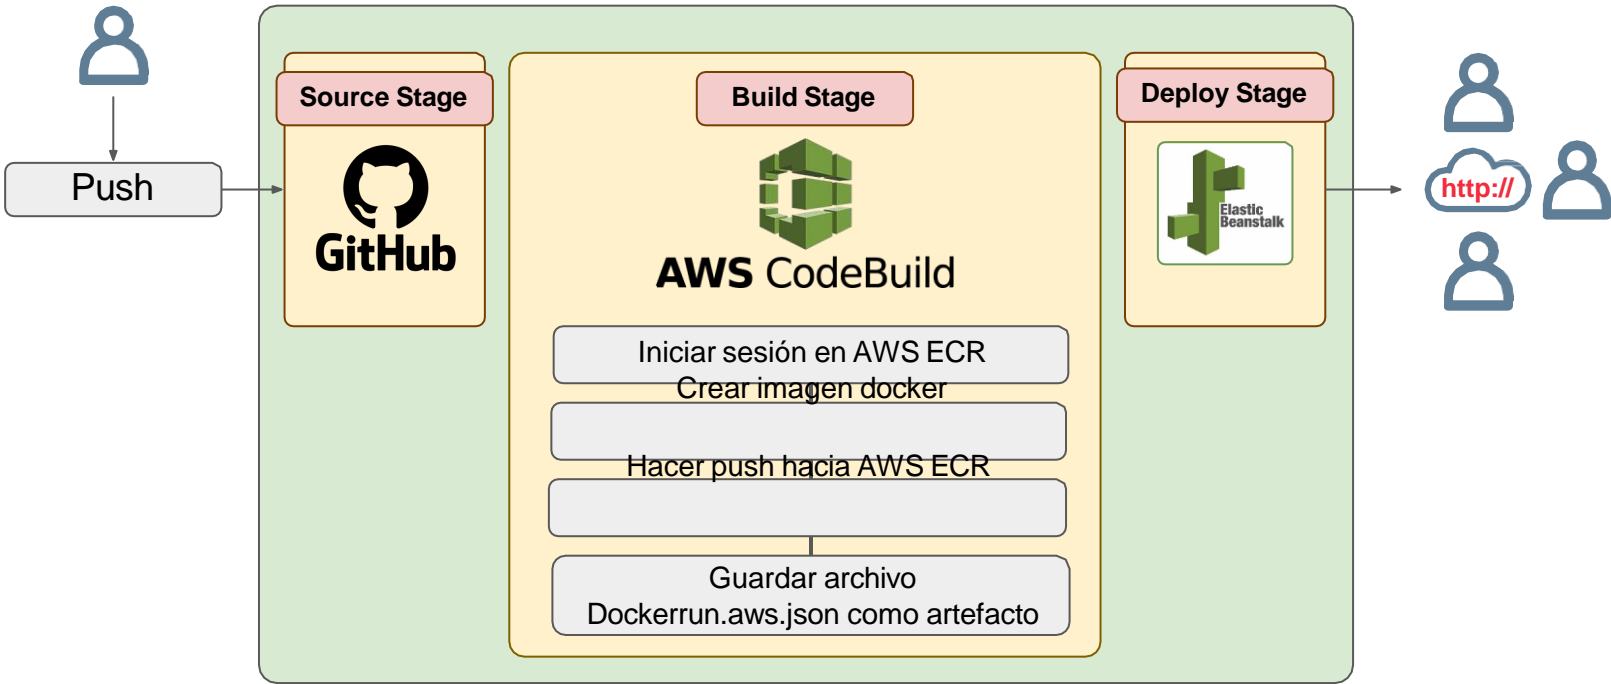 Push
Source Stage
GitHub
Build Stage
AWS CodeBuild
Iniciar sesión en AWS ECR
Crear imagen docker
Hacer push hacia AWS ECR
Guardar archivo
Dockerrun.aws.json como artefacto
Deploy Stage
Elastic
Beanstalk
http://